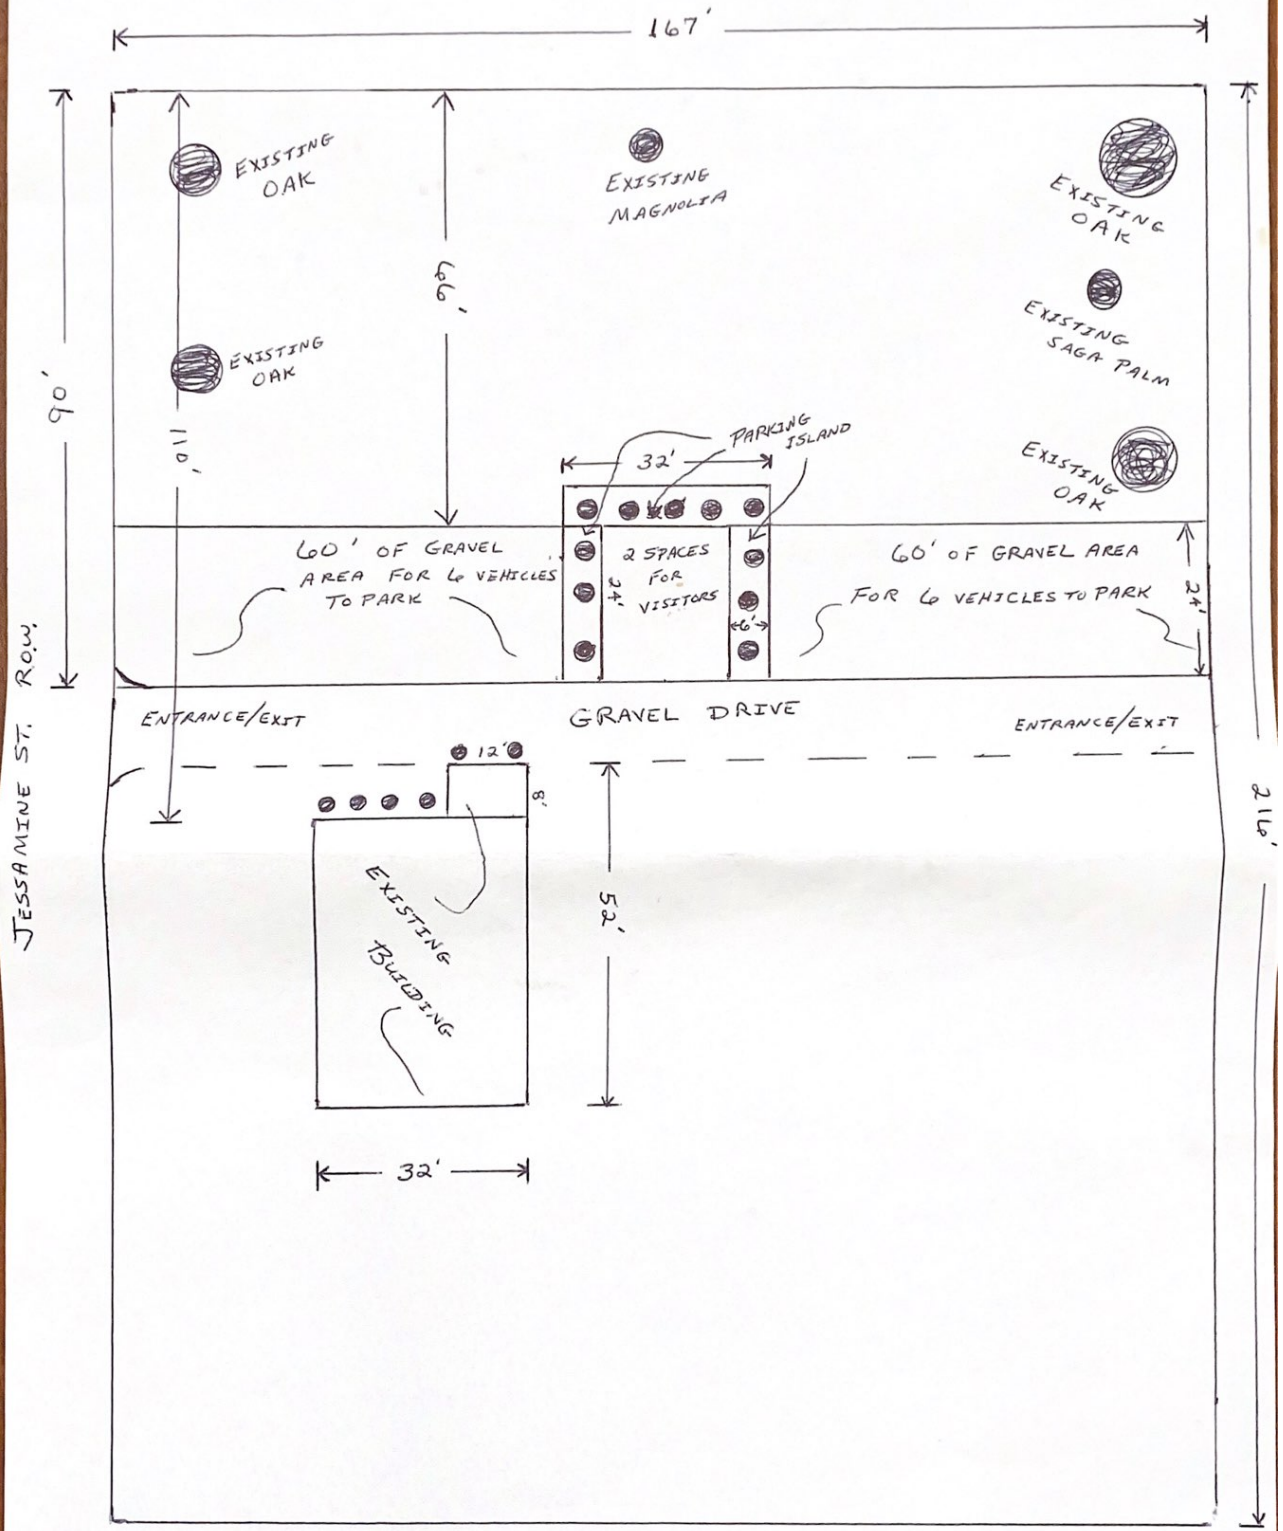 167'
EXISTING
OAK
EXISTING
MAGNOLIA
EXISTING
OAK
66'
EXISTING
SAGA PALM
EXISTING
OAK
90'
110'
PARKING
ISLAND
32'
EXISTING
OAK
60' OF GRAVEL
AREA FOR 6 VEHICLES
TO PARK
24'
2 SPACES
FOR
VISITORS
6'
60' OF GRAVEL AREA
FOR 6 VEHICLES TO PARK
24'
JESSAMINE ST. R.O.W.
ENTRANCE/EXIT
GRAVEL DRIVE
ENTRANCE/EXIT
12'
8'
216'
EXISTING
BUILDING
52'
32'